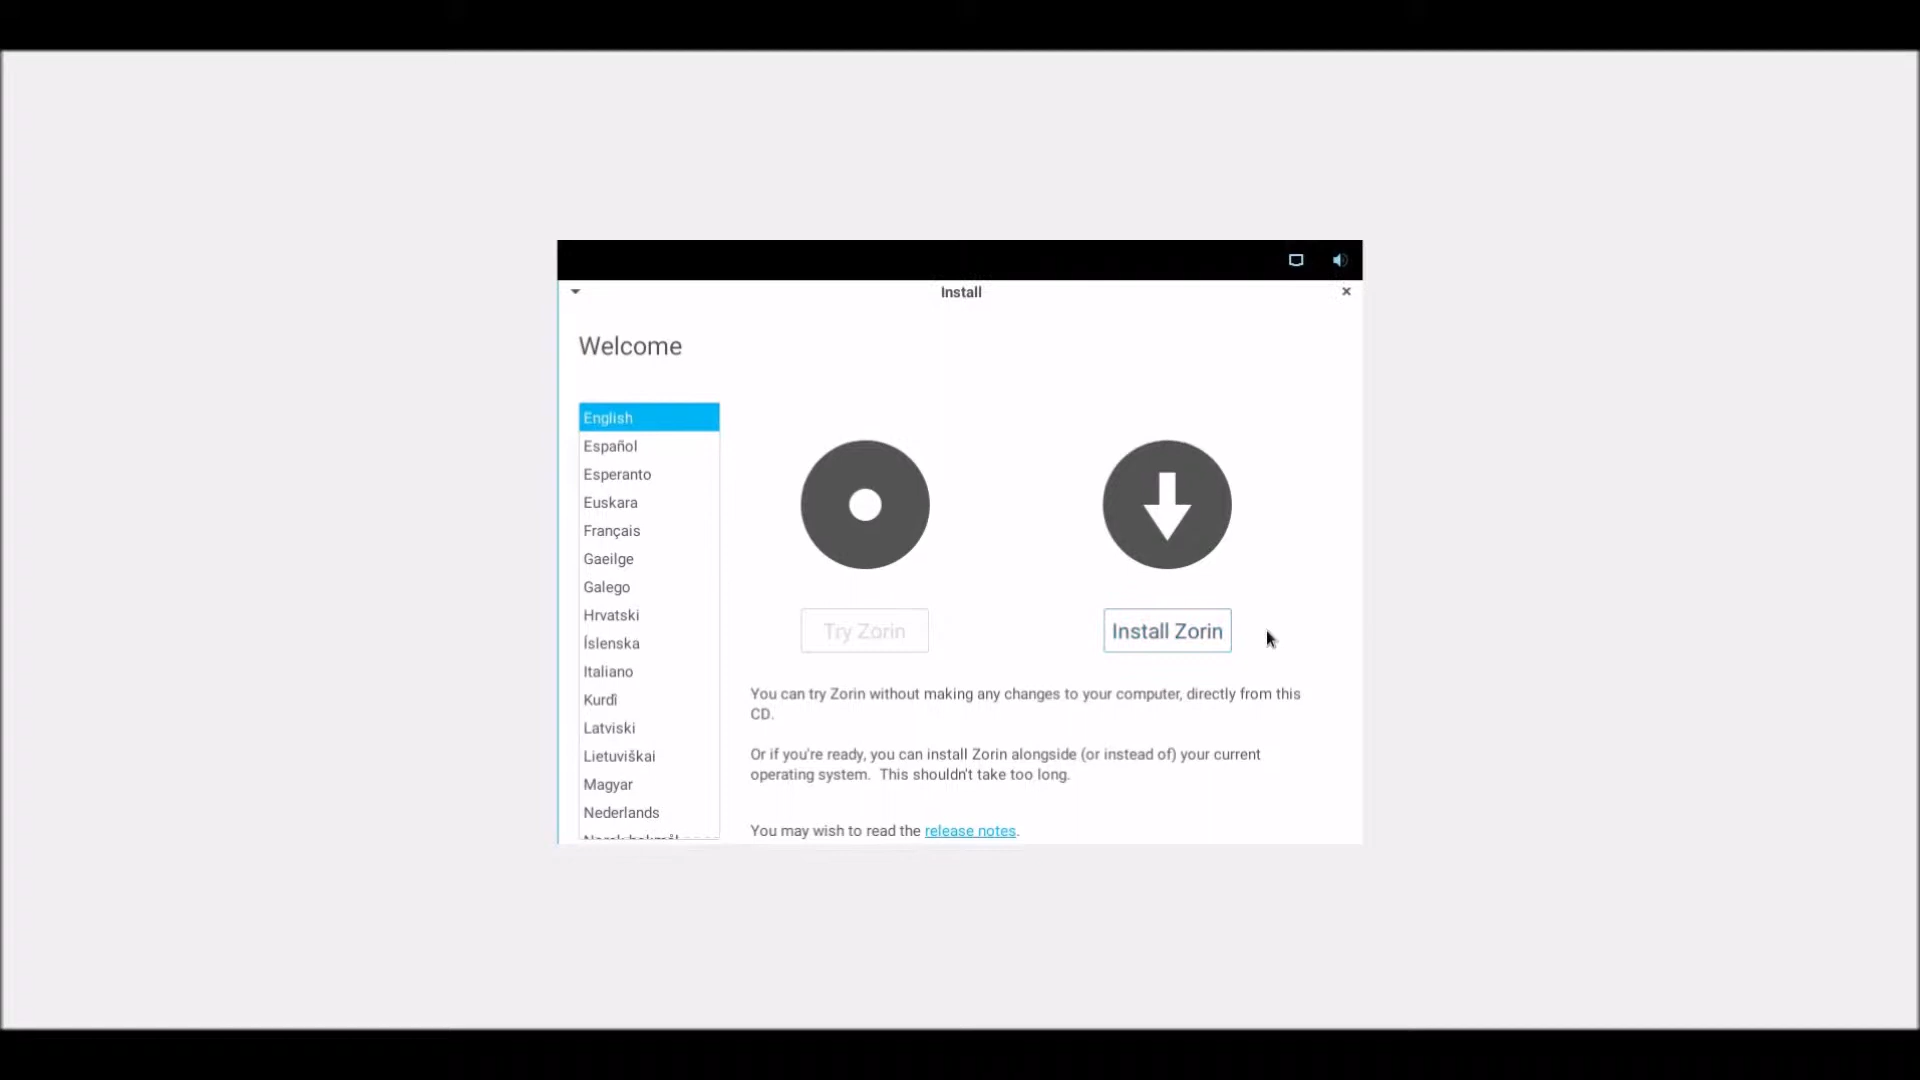 Install
Welcome
English
Español
Esperanto
Euskara
Français
Gaeilge
Galego
Hrvatski
Íslenska
Italiano
Kurdî
Latviski
Lietuviškai
Magyar
Nederlands
Try Zorin
Install Zorin
You can try Zorin without making any changes to your computer, directly from this
CD.
Or if you're ready, you can install Zorin alongside (or instead of) your current
operating system. This shouldn't take too long.
You may wish to read the release notes.